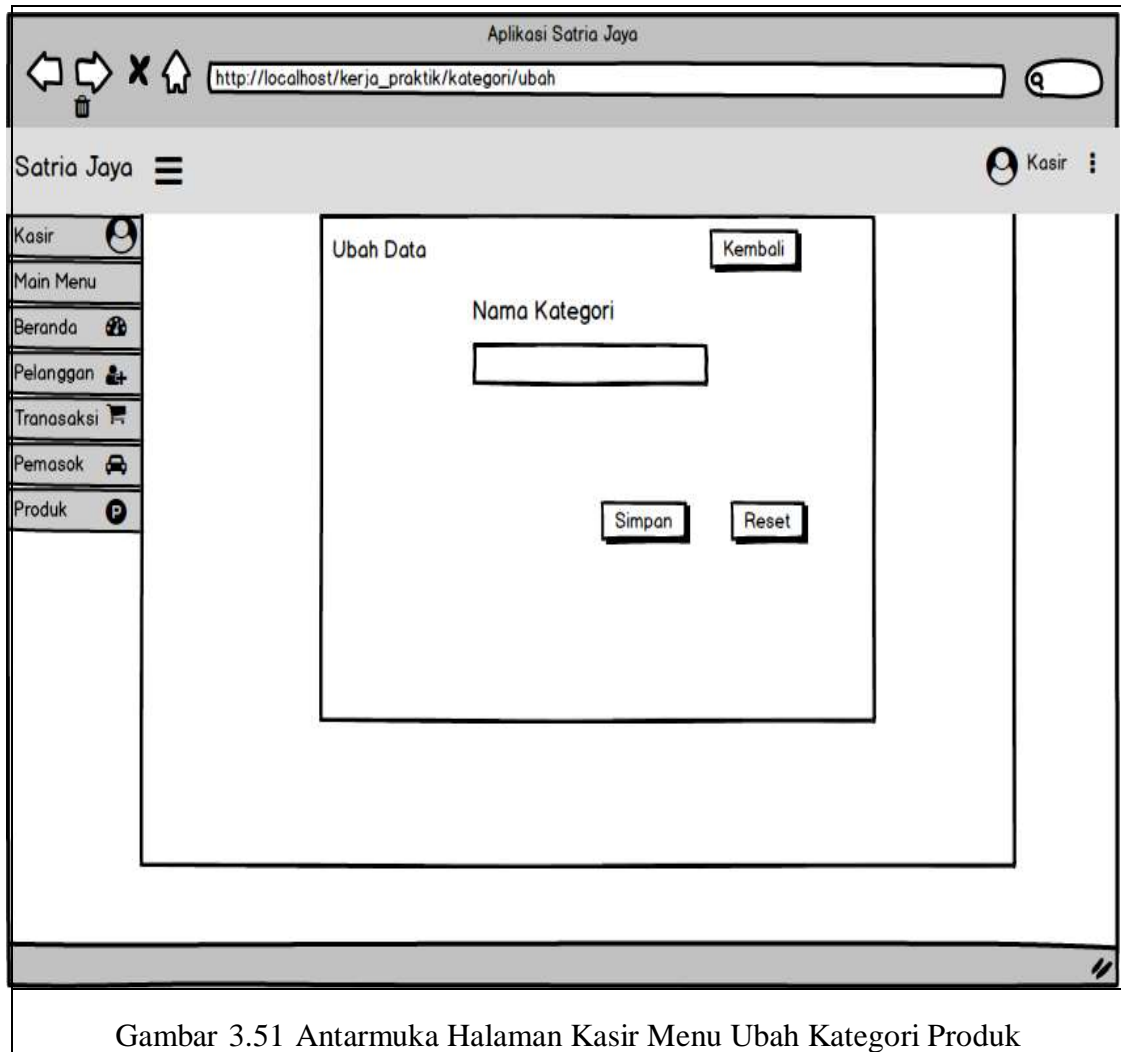 Aplikasi Satria Jaya
http://localhost/kerja_praktik/kategori/ubah
Satria Jaya
Kasir
Kasir
Main Menu
Beranda
Pelanggan
Tranasaksi
Pemasok
Produk
P
Ubah Data
Kembali
Nama Kategori
Simpan
Reset
Gambar 3.51 Antarmuka Halaman Kasir Menu Ubah Kategori Produk